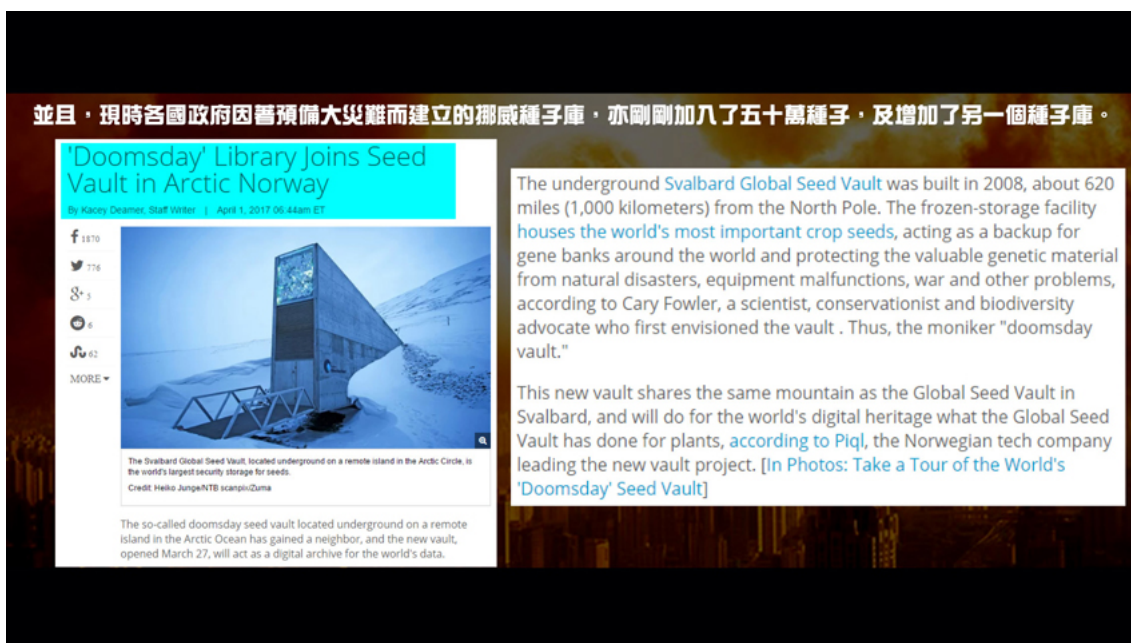 並且，現時各國政府因著預備大災難而建立的挪威種子庫，亦剛剛加入了五十萬種子，及增加了另一個種子庫。
'Doomsday' Library Joins Seed
Vault in Arctic Norway
By Kacey Deamer, Staff Writer | April 1, 2017 06:44am ET
1870
776
5
6
62
MORE
The Svalbard Global Seed Vault, located underground on a remote island in the Arctic Circle, is
the world's largest security storage for seeds.
Credit: Heiko Junge/NTB scanpix/Zuma
The so-called doomsday seed vault located underground on a remote
island in the Arctic Ocean has gained a neighbor, and the new vault,
opened March 27, will act as a digital archive for the world's data.
The underground Svalbard Global Seed Vault was built in 2008, about 620
miles (1,000 kilometers) from the North Pole. The frozen-storage facility
houses the world's most important crop seeds, acting as a backup for
gene banks around the world and protecting the valuable genetic material
from natural disasters, equipment malfunctions, war and other problems,
according to Cary Fowler, a scientist, conservationist and biodiversity
advocate who first envisioned the vault . Thus, the moniker "doomsday
vault."
This new vault shares the same mountain as the Global Seed Vault in
Svalbard, and will do for the world's digital heritage what the Global Seed
Vault has done for plants, according to Piql, the Norwegian tech company
leading the new vault project. [In Photos: Take a Tour of the World's
'Doomsday' Seed Vault]